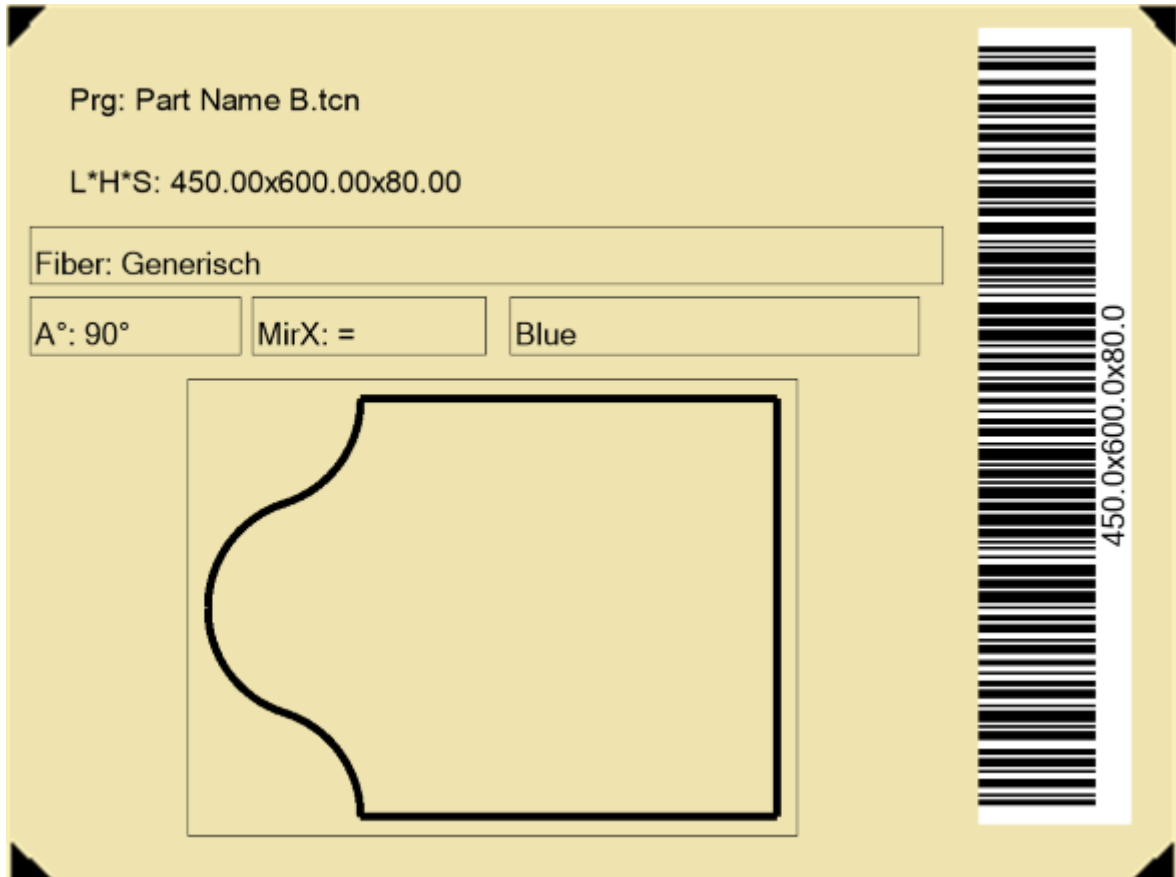 Prg: Part Name B.tcn
L*H*S: 450.00x600.00x80.00
Fiber: Generisch
A°: 90°
MirX: =
Blue
450.0x600.0x80.0